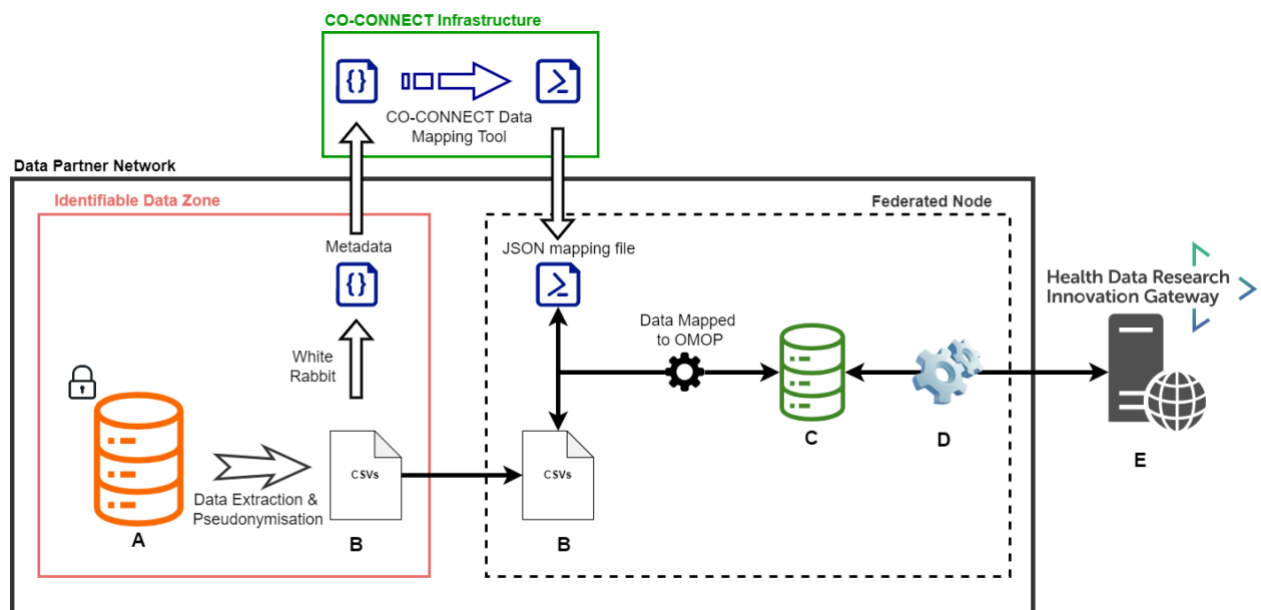 CO-CONNECT Infrastructure
{}
CO-CONNECT Data
Mapping Tool
Data Partner Network
Identifiable Data Zone
Federated Node
Metadata
{}
JSON mapping file
White
Rabbit
Data Mapped
to OMOP
Health Data Research
Innovation Gateway
CSVs
CSVs
Data Extraction &
Pseudonymisation
A
B
B
C
D
E